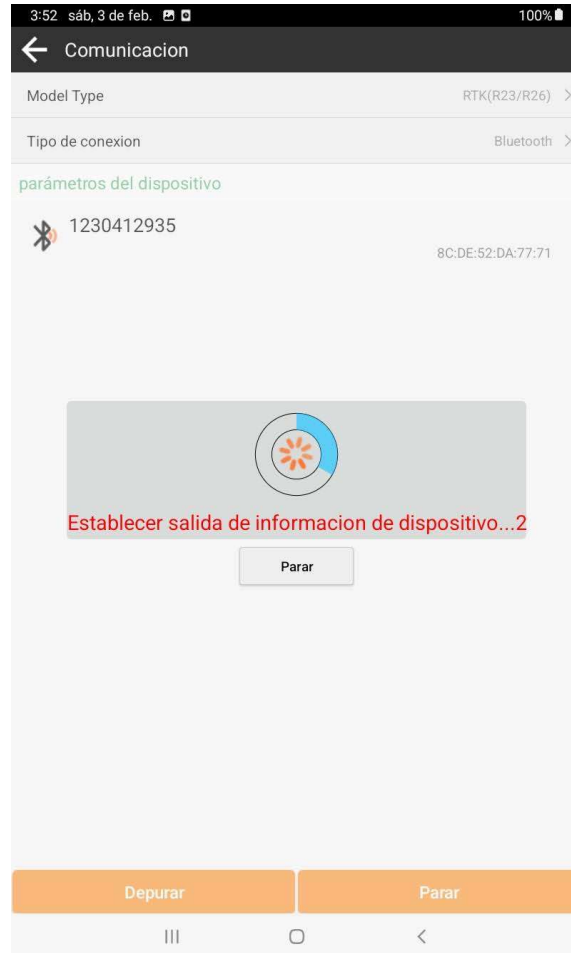 3:52 sáb, 3 de feb. 100%
Comunicacion
Model Type RTK(R23/R26)
Tipo de conexion Bluetooth
parámetros del dispositivo
1230412935
8C:DE:52:DA:77:71
Establecer salida de informacion de dispositivo...2
Parar
Depurar Parar